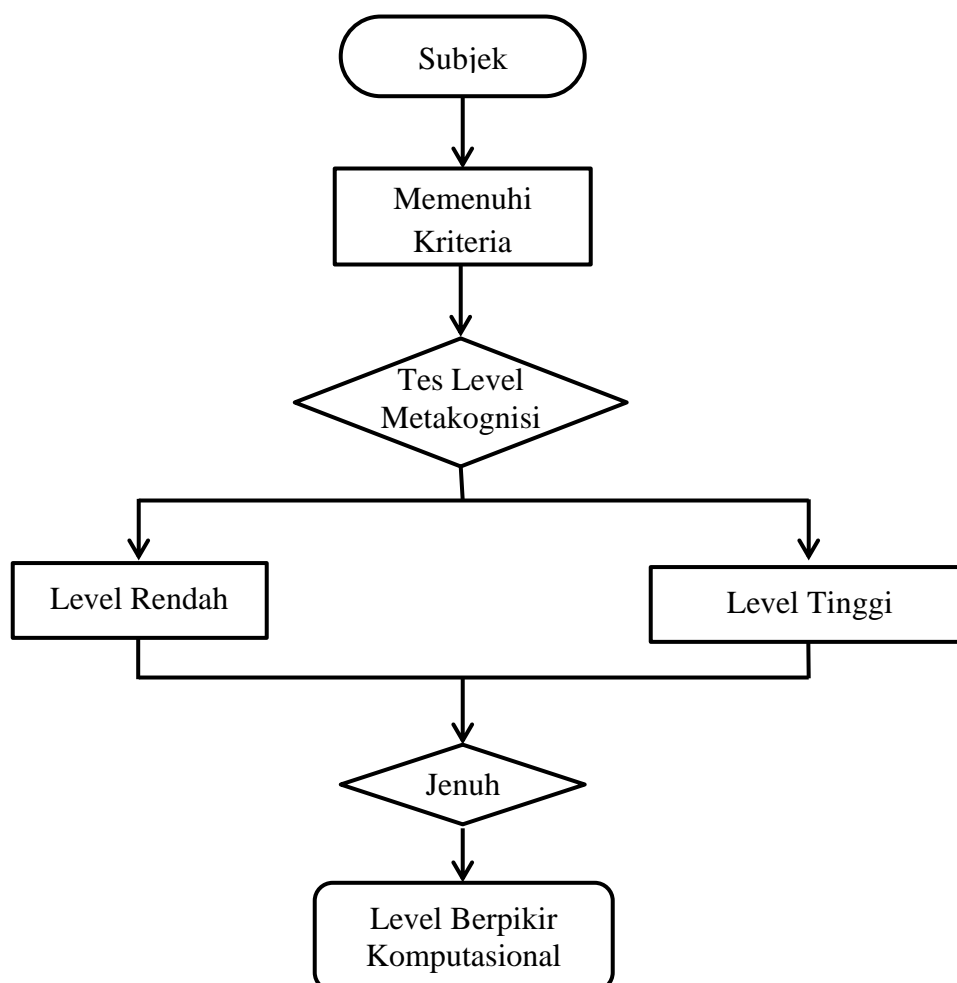 Subjek
Memenuhi
Kriteria
Tes Level
Metakognisi
Level Rendah
Level Tinggi
Jenuh
Level Berpikir
Komputasional